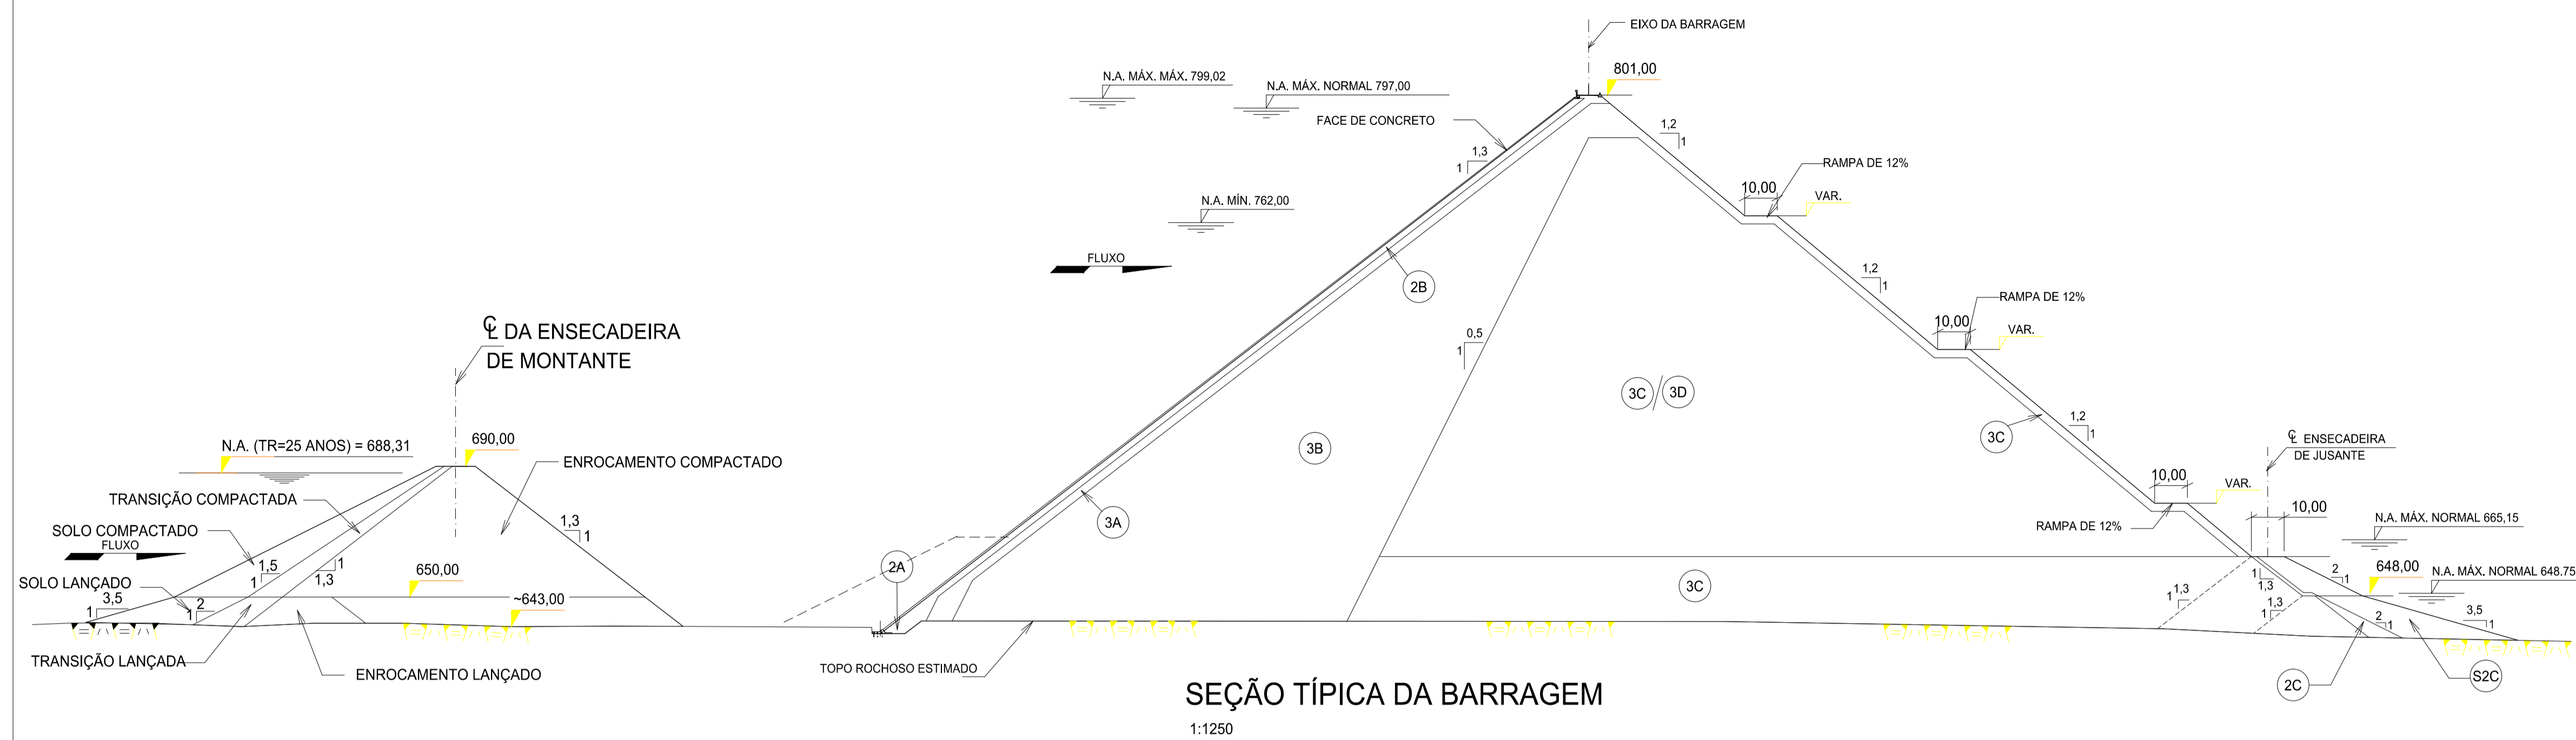 EIXO DA BARRAGEM
801,00
N.A. MÁX. MÁX. 799,02
N.A. MÁX. NORMAL 797,00
FACE DE CONCRETO
1,3
1
1,2
1
RAMPA DE 12%
10,00
VAR.
N.A. MÍN. 762,00
FLUXO
2B
1,2
1
RAMPA DE 12%
10,00
VAR.
0,5
1
℄ DA ENSECADEIRA
DE MONTANTE
N.A. (TR=25 ANOS) = 688,31
690,00
ENROCAMENTO COMPACTADO
TRANSIÇÃO COMPACTADA
SOLO COMPACTADO
FLUXO
1,3
1
1,5
1
1
1,3
SOLO LANÇADO
650,00
~643,00
3,5
1
2
1
TRANSIÇÃO LANÇADA
ENROCAMENTO LANÇADO
3C/3D
3B
3A
2A
1,2
1
3C
℄ ENSECADEIRA
DE JUSANTE
10,00
VAR.
RAMPA DE 12%
10,00
N.A. MÁX. NORMAL 665,15
3C
1,3
1
1
1,3
2
1
648,00
N.A. MÁX. NORMAL 648.75
1,3
1
2
1
3,5
1
2C
S2C
TOPO ROCHOSO ESTIMADO
SEÇÃO TÍPICA DA BARRAGEM
1:1250